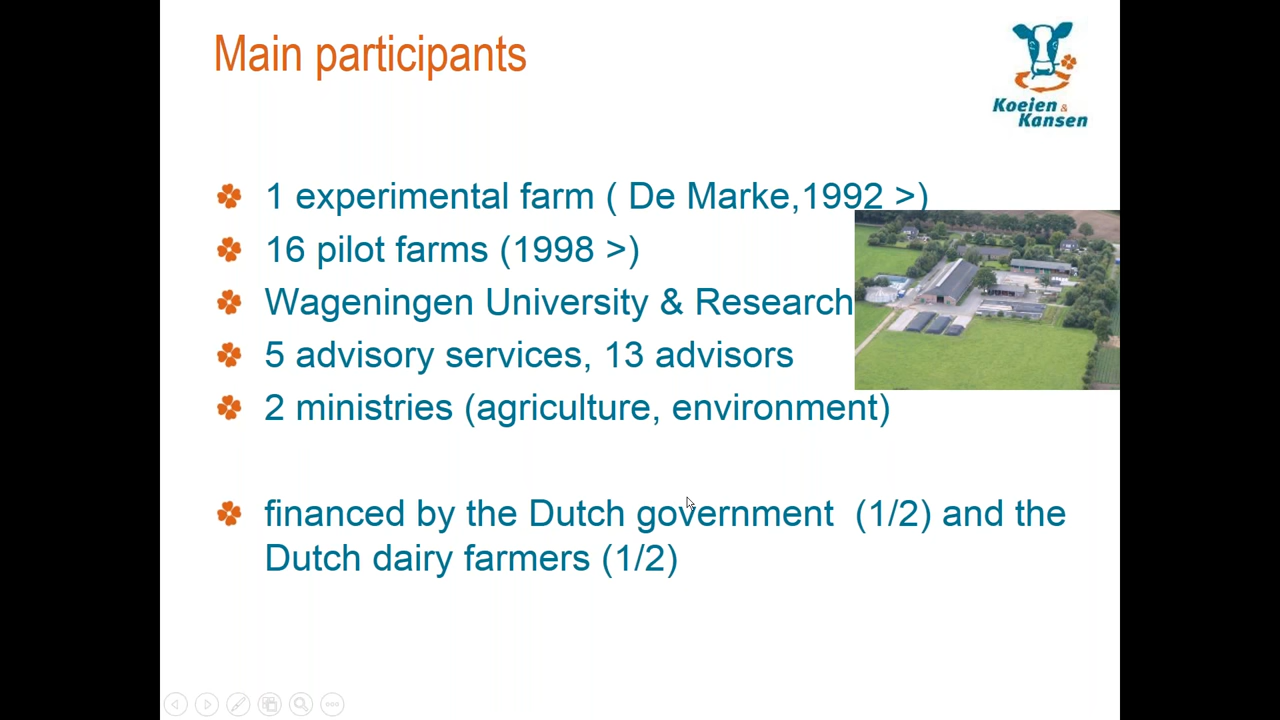 Main participants
Koeien &
Kansen
1 experimental farm ( De Marke,1992 >)
16 pilot farms (1998 >)
Wageningen University & Research
5 advisory services, 13 advisors
2 ministries (agriculture, environment)
financed by the Dutch government  (1/2) and the
Dutch dairy farmers (1/2)